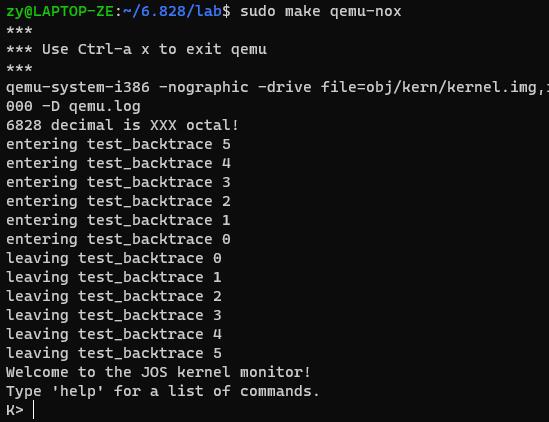 zy@LAPTOP-ZE:~/6.828/lab$ sudo make qemu-nox
***
*** Use Ctrl-a x to exit qemu
***
qemu-system-i386 -nographic -drive file=obj/kern/kernel.img,i
000 -D qemu.log
6828 decimal is XXX octal!
entering test_backtrace 5
entering test_backtrace 4
entering test_backtrace 3
entering test_backtrace 2
entering test_backtrace 1
entering test_backtrace 0
leaving test_backtrace 0
leaving test_backtrace 1
leaving test_backtrace 2
leaving test_backtrace 3
leaving test_backtrace 4
leaving test_backtrace 5
Welcome to the JOS kernel monitor!
Type 'help' for a list of commands.
K>